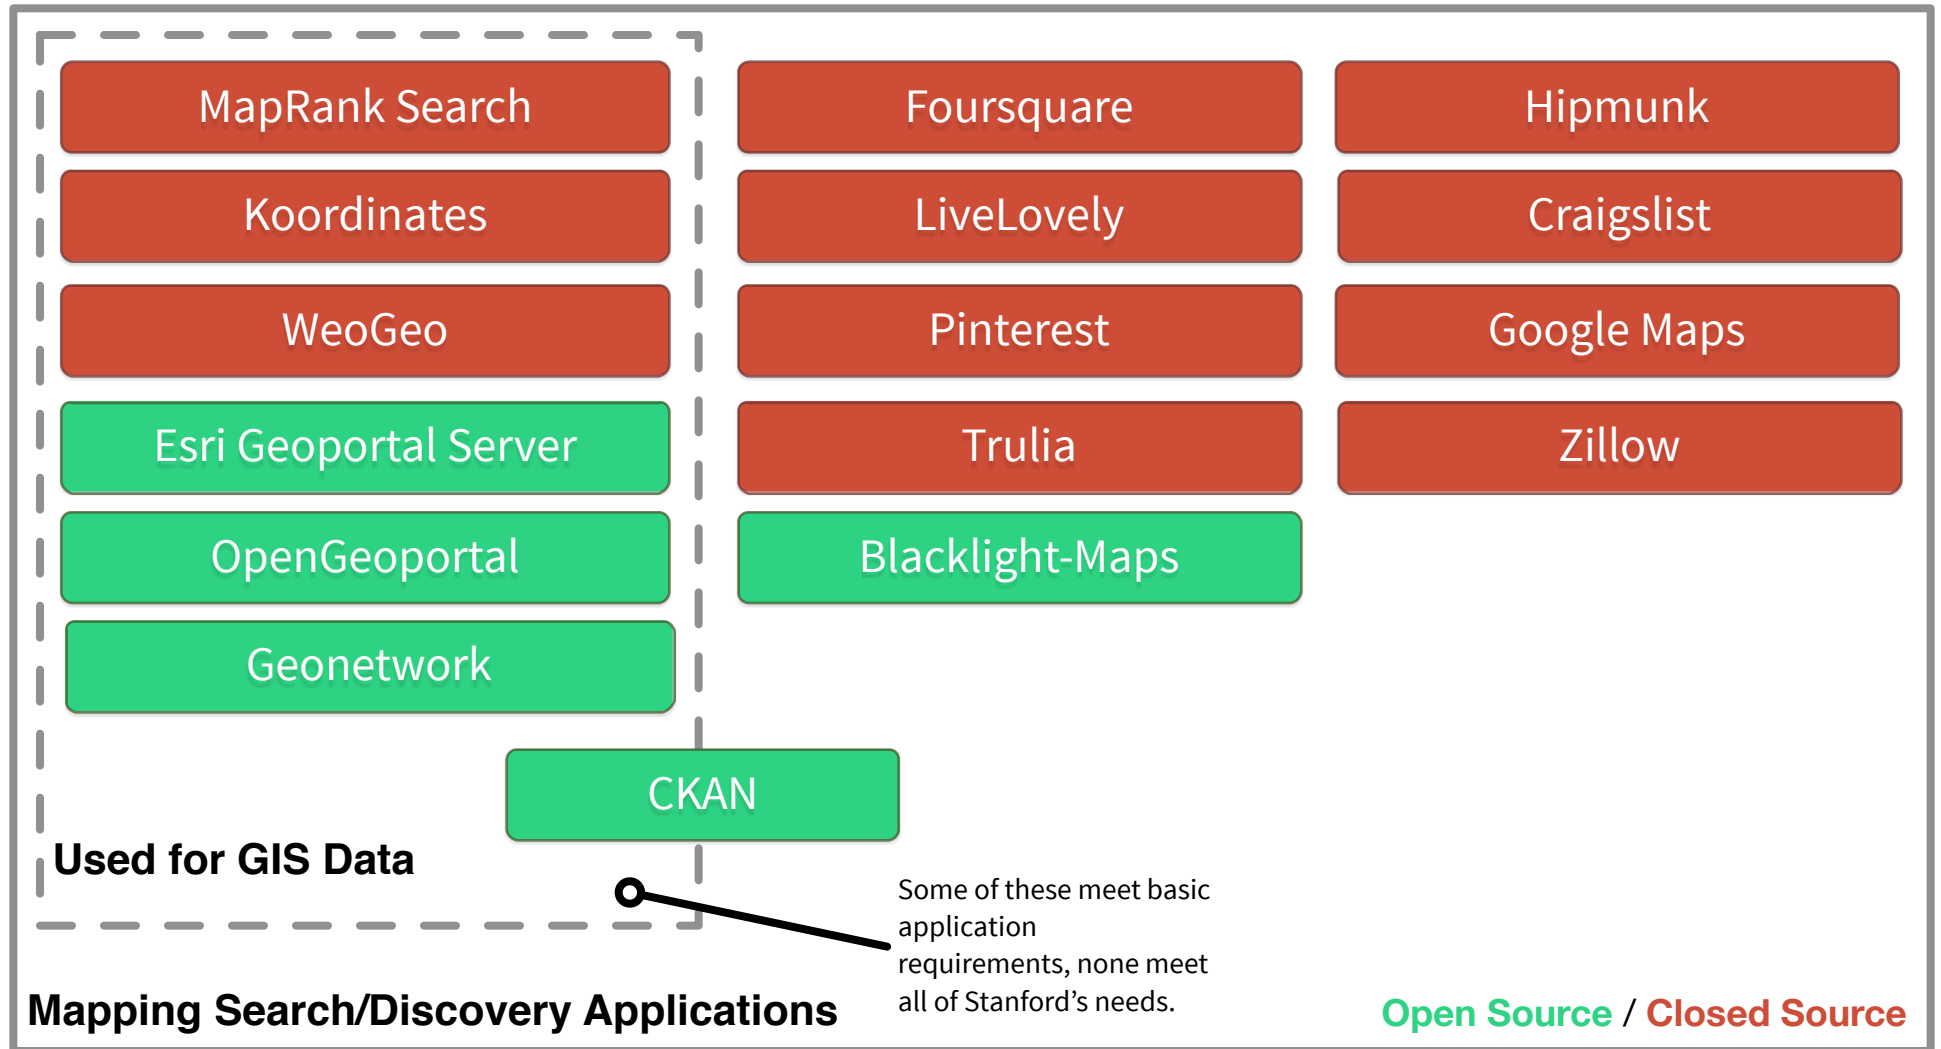 MapRank Search
Foursquare
Hipmunk
Koordinates
LiveLovely
Craigslist
WeoGeo
Pinterest
Google Maps
Esri Geoportal Server
Trulia
Zillow
OpenGeoportal
Blacklight-Maps
Geonetwork
CKAN
Used for GIS Data
Some of these meet basic
application
requirements, none meet
all of Stanford’s needs.
Mapping Search/Discovery Applications
Open Source / Closed Source